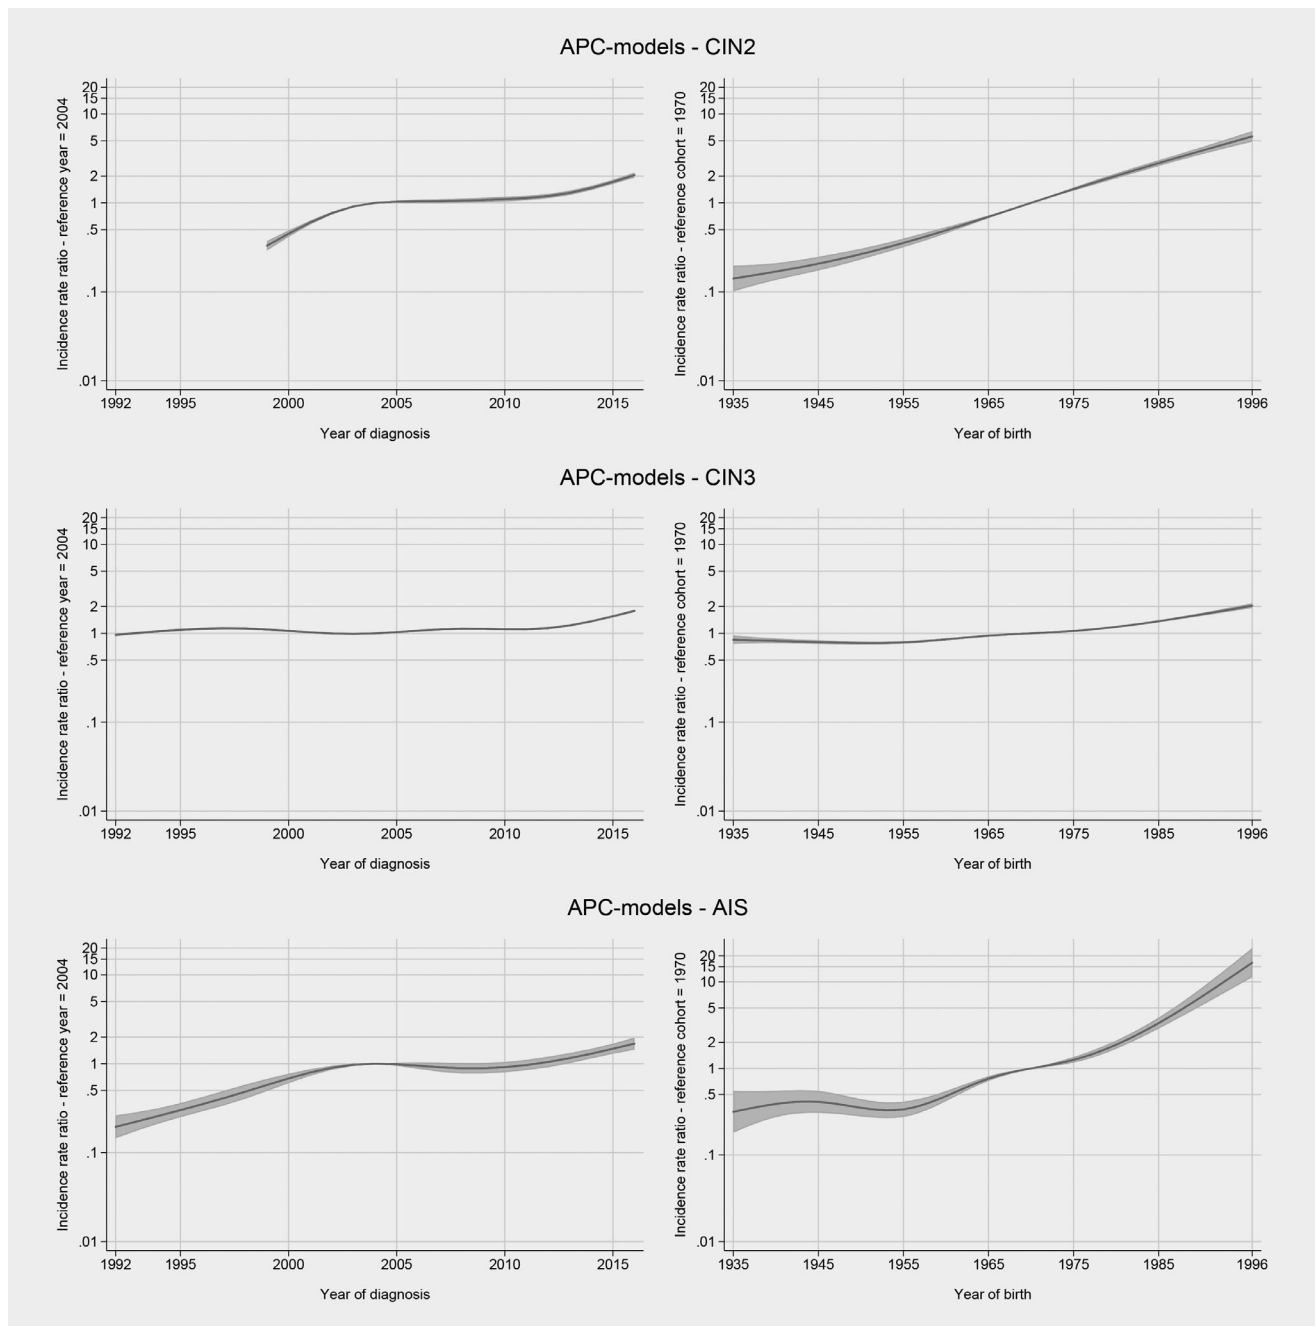 APC-models - CIN2
Incidence rate ratio - reference year = 2004
20
15
10
5
2
1
.5
.1
.01
1992 1995 2000 2005 2010 2015
Year of diagnosis
Incidence rate ratio - reference cohort = 1970
20
15
10
5
2
1
.5
.1
.01
1935 1945 1955 1965 1975 1985 1996
Year of birth
APC-models - CIN3
Incidence rate ratio - reference year = 2004
20
15
10
5
2
1
.5
.1
.01
1992 1995 2000 2005 2010 2015
Year of diagnosis
Incidence rate ratio - reference cohort = 1970
20
15
10
5
2
1
.5
.1
.01
1935 1945 1955 1965 1975 1985 1996
Year of birth
APC-models - AIS
Incidence rate ratio - reference year = 2004
20
15
10
5
2
1
.5
.1
.01
1992 1995 2000 2005 2010 2015
Year of diagnosis
Incidence rate ratio - reference cohort = 1970
20
15
10
5
2
1
.5
.1
.01
1935 1945 1955 1965 1975 1985 1996
Year of birth